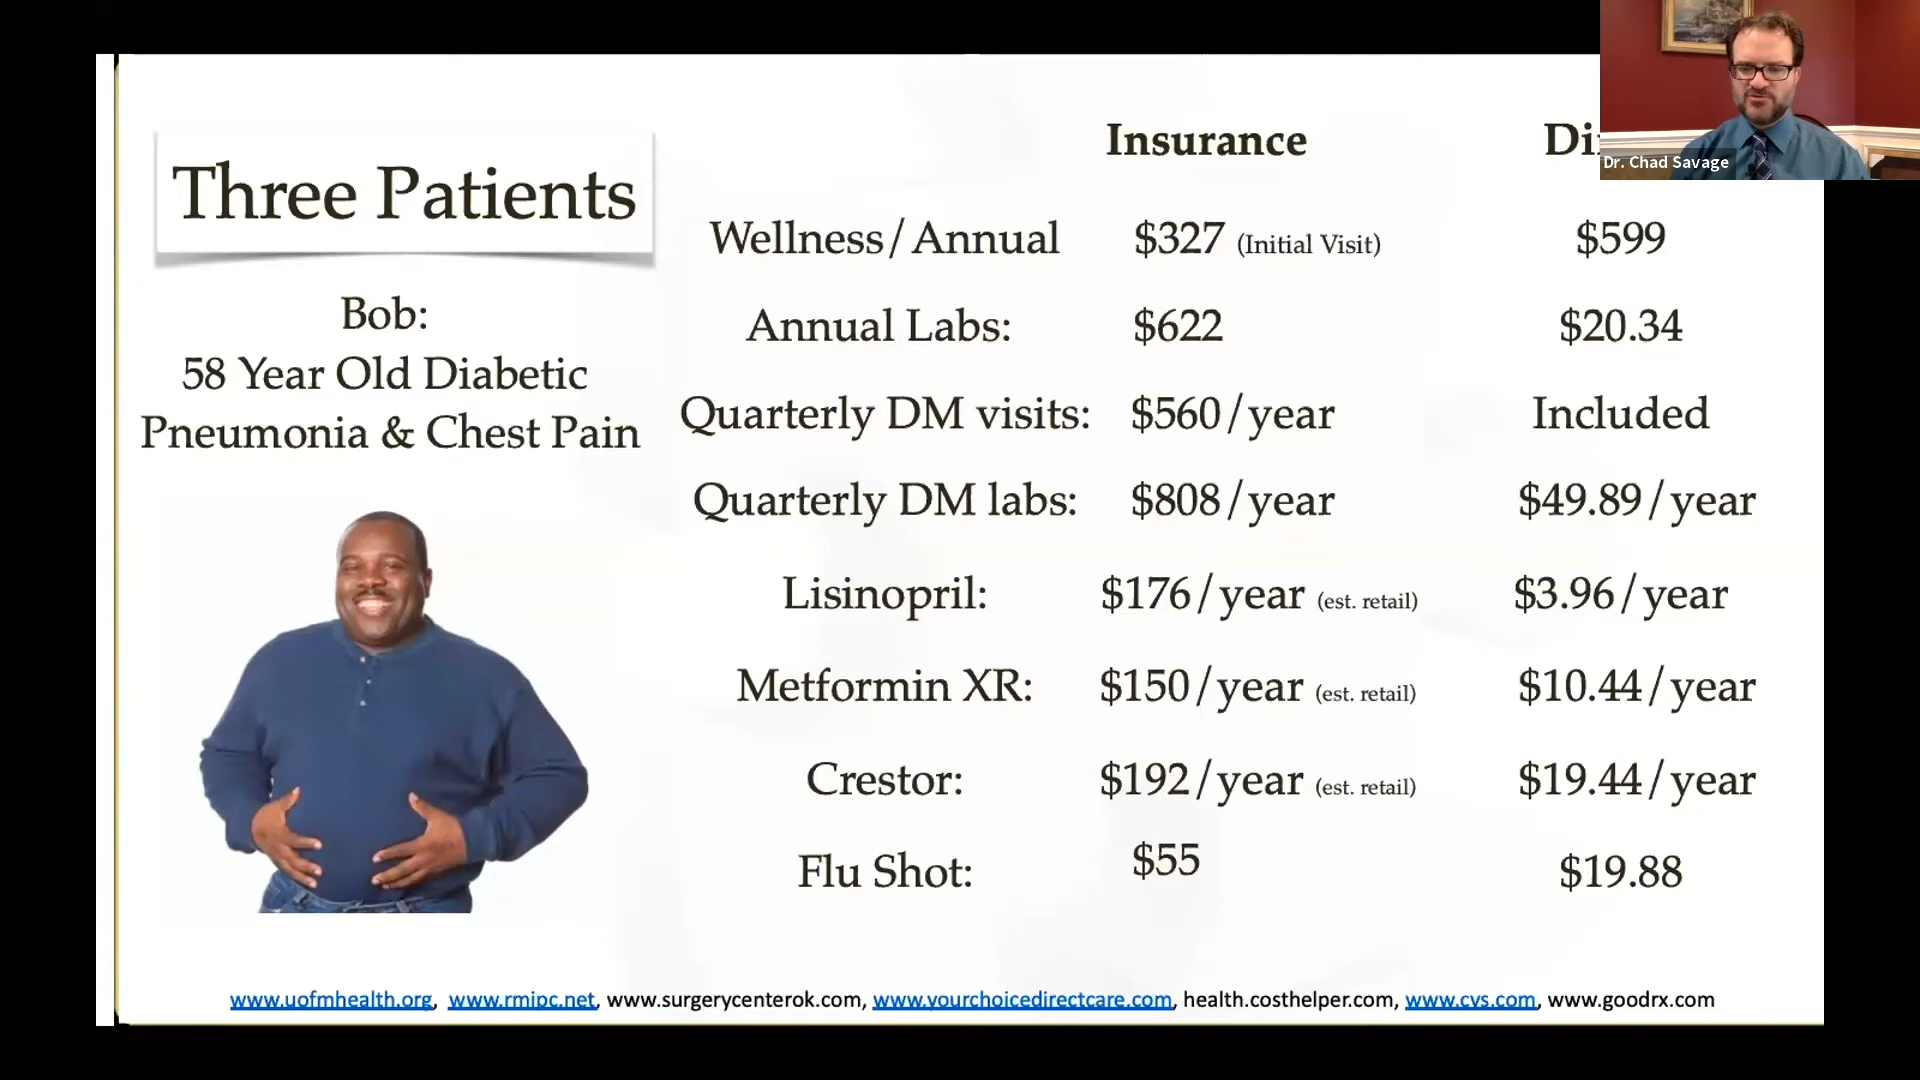 Dr. Chad Savage
Three Patients
Bob:
58 Year Old Diabetic
Pneumonia & Chest Pain
Insurance
Wellness/Annual $327 (Initial Visit) $599
Annual Labs: $622 $20.34
Quarterly DM visits: $560/year Included
Quarterly DM labs: $808/year $49.89/year
Lisinopril: $176/year (est. retail) $3.96/year
Metformin XR: $150/year (est. retail) $10.44/year
Crestor: $192/year (est. retail) $19.44/year
Flu Shot: $55 $19.88
www.uofmhealth.org, www.rmipc.net, www.surgerycenterok.com, www.yourchoicedirectcare.com, health.costhelper.com, www.cvs.com, www.goodrx.com